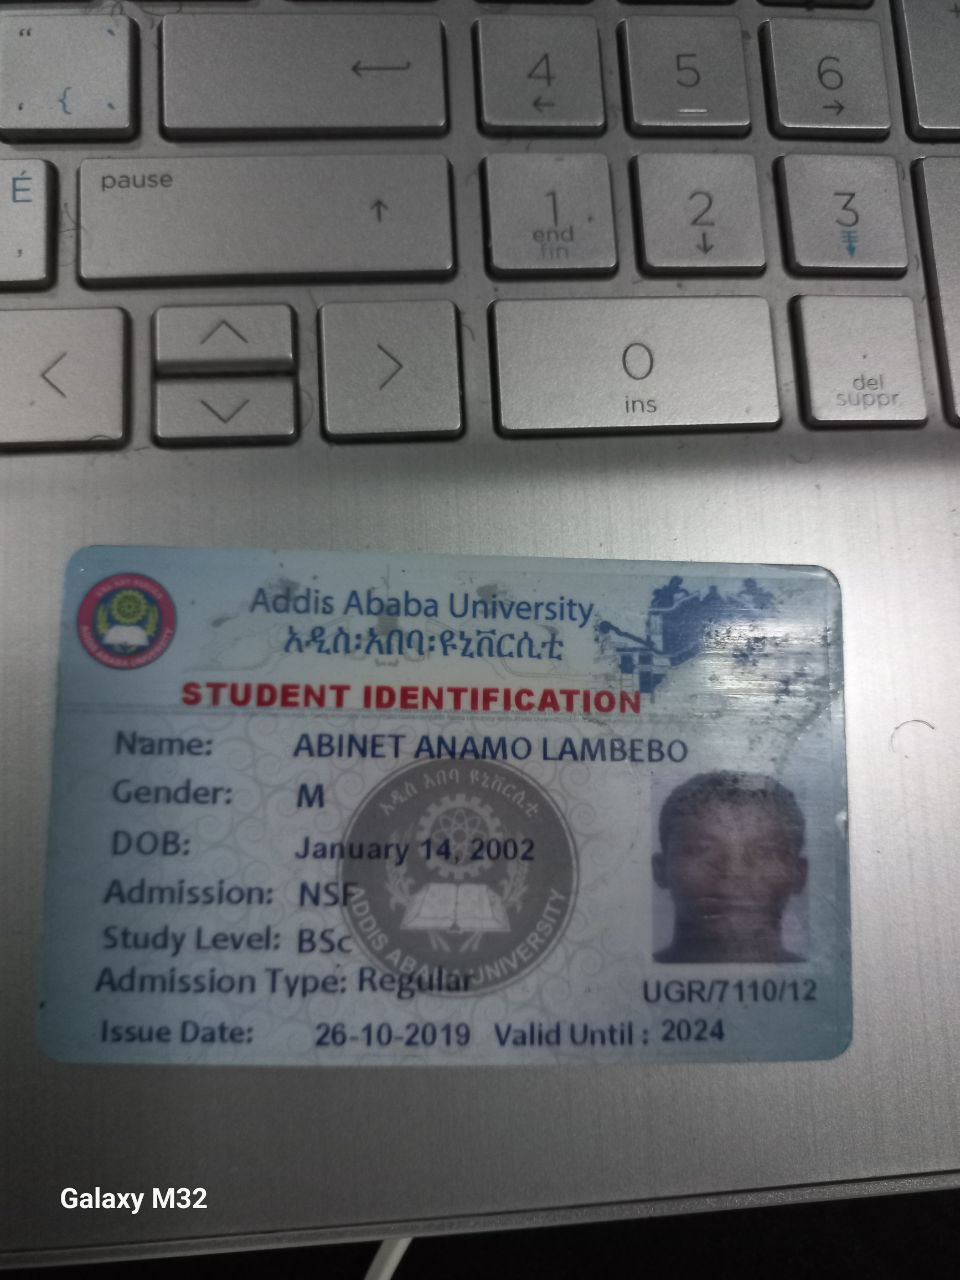 “ `
‘ { `
4
5
6
É
,
pause
1
end
fin
2
3
0
ins
.
del
suppr
Addis Ababa University
አዲስ፡አበባ፡ዩኒቨርሲቲ
STUDENT IDENTIFICATION
Name: ABINET ANAMO LAMBEBO
Gender: M
DOB: January 14, 2002
Admission: NSF
Study Level: BSc
Admission Type: Regular
UGR/7110/12
Issue Date: 26-10-2019 Valid Until : 2024
አዲስ አበባ ዩኒቨርሲቲ
ADDIS ABABA UNIVERSITY
ADDIS ABABA UNIVERSITY
Galaxy M32